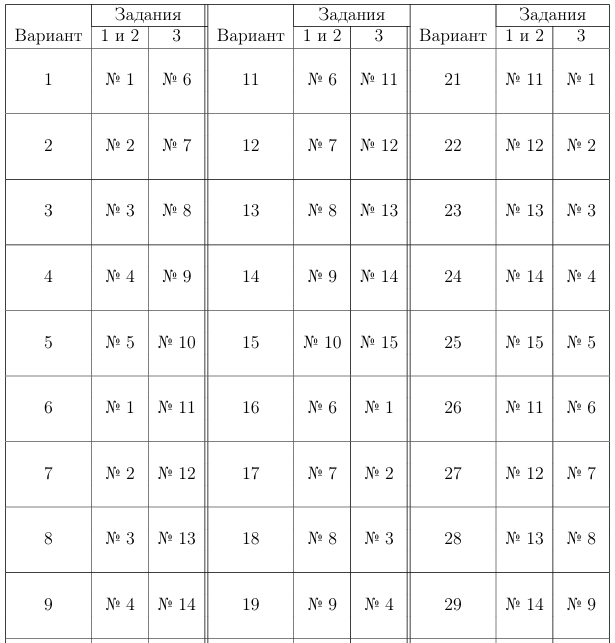 Задания Задания Задания
Вариант 1 и 2 3 Вариант 1 и 2 3 Вариант 1 и 2 3
1 № 1 № 6 11 № 6 № 11 21 № 11 № 1
2 № 2 № 7 12 № 7 № 12 22 № 12 № 2
3 № 3 № 8 13 № 8 № 13 23 № 13 № 3
4 № 4 № 9 14 № 9 № 14 24 № 14 № 4
5 № 5 № 10 15 № 10 № 15 25 № 15 № 5
6 № 1 № 11 16 № 6 № 1 26 № 11 № 6
7 № 2 № 12 17 № 7 № 2 27 № 12 № 7
8 № 3 № 13 18 № 8 № 3 28 № 13 № 8
9 № 4 № 14 19 № 9 № 4 29 № 14 № 9